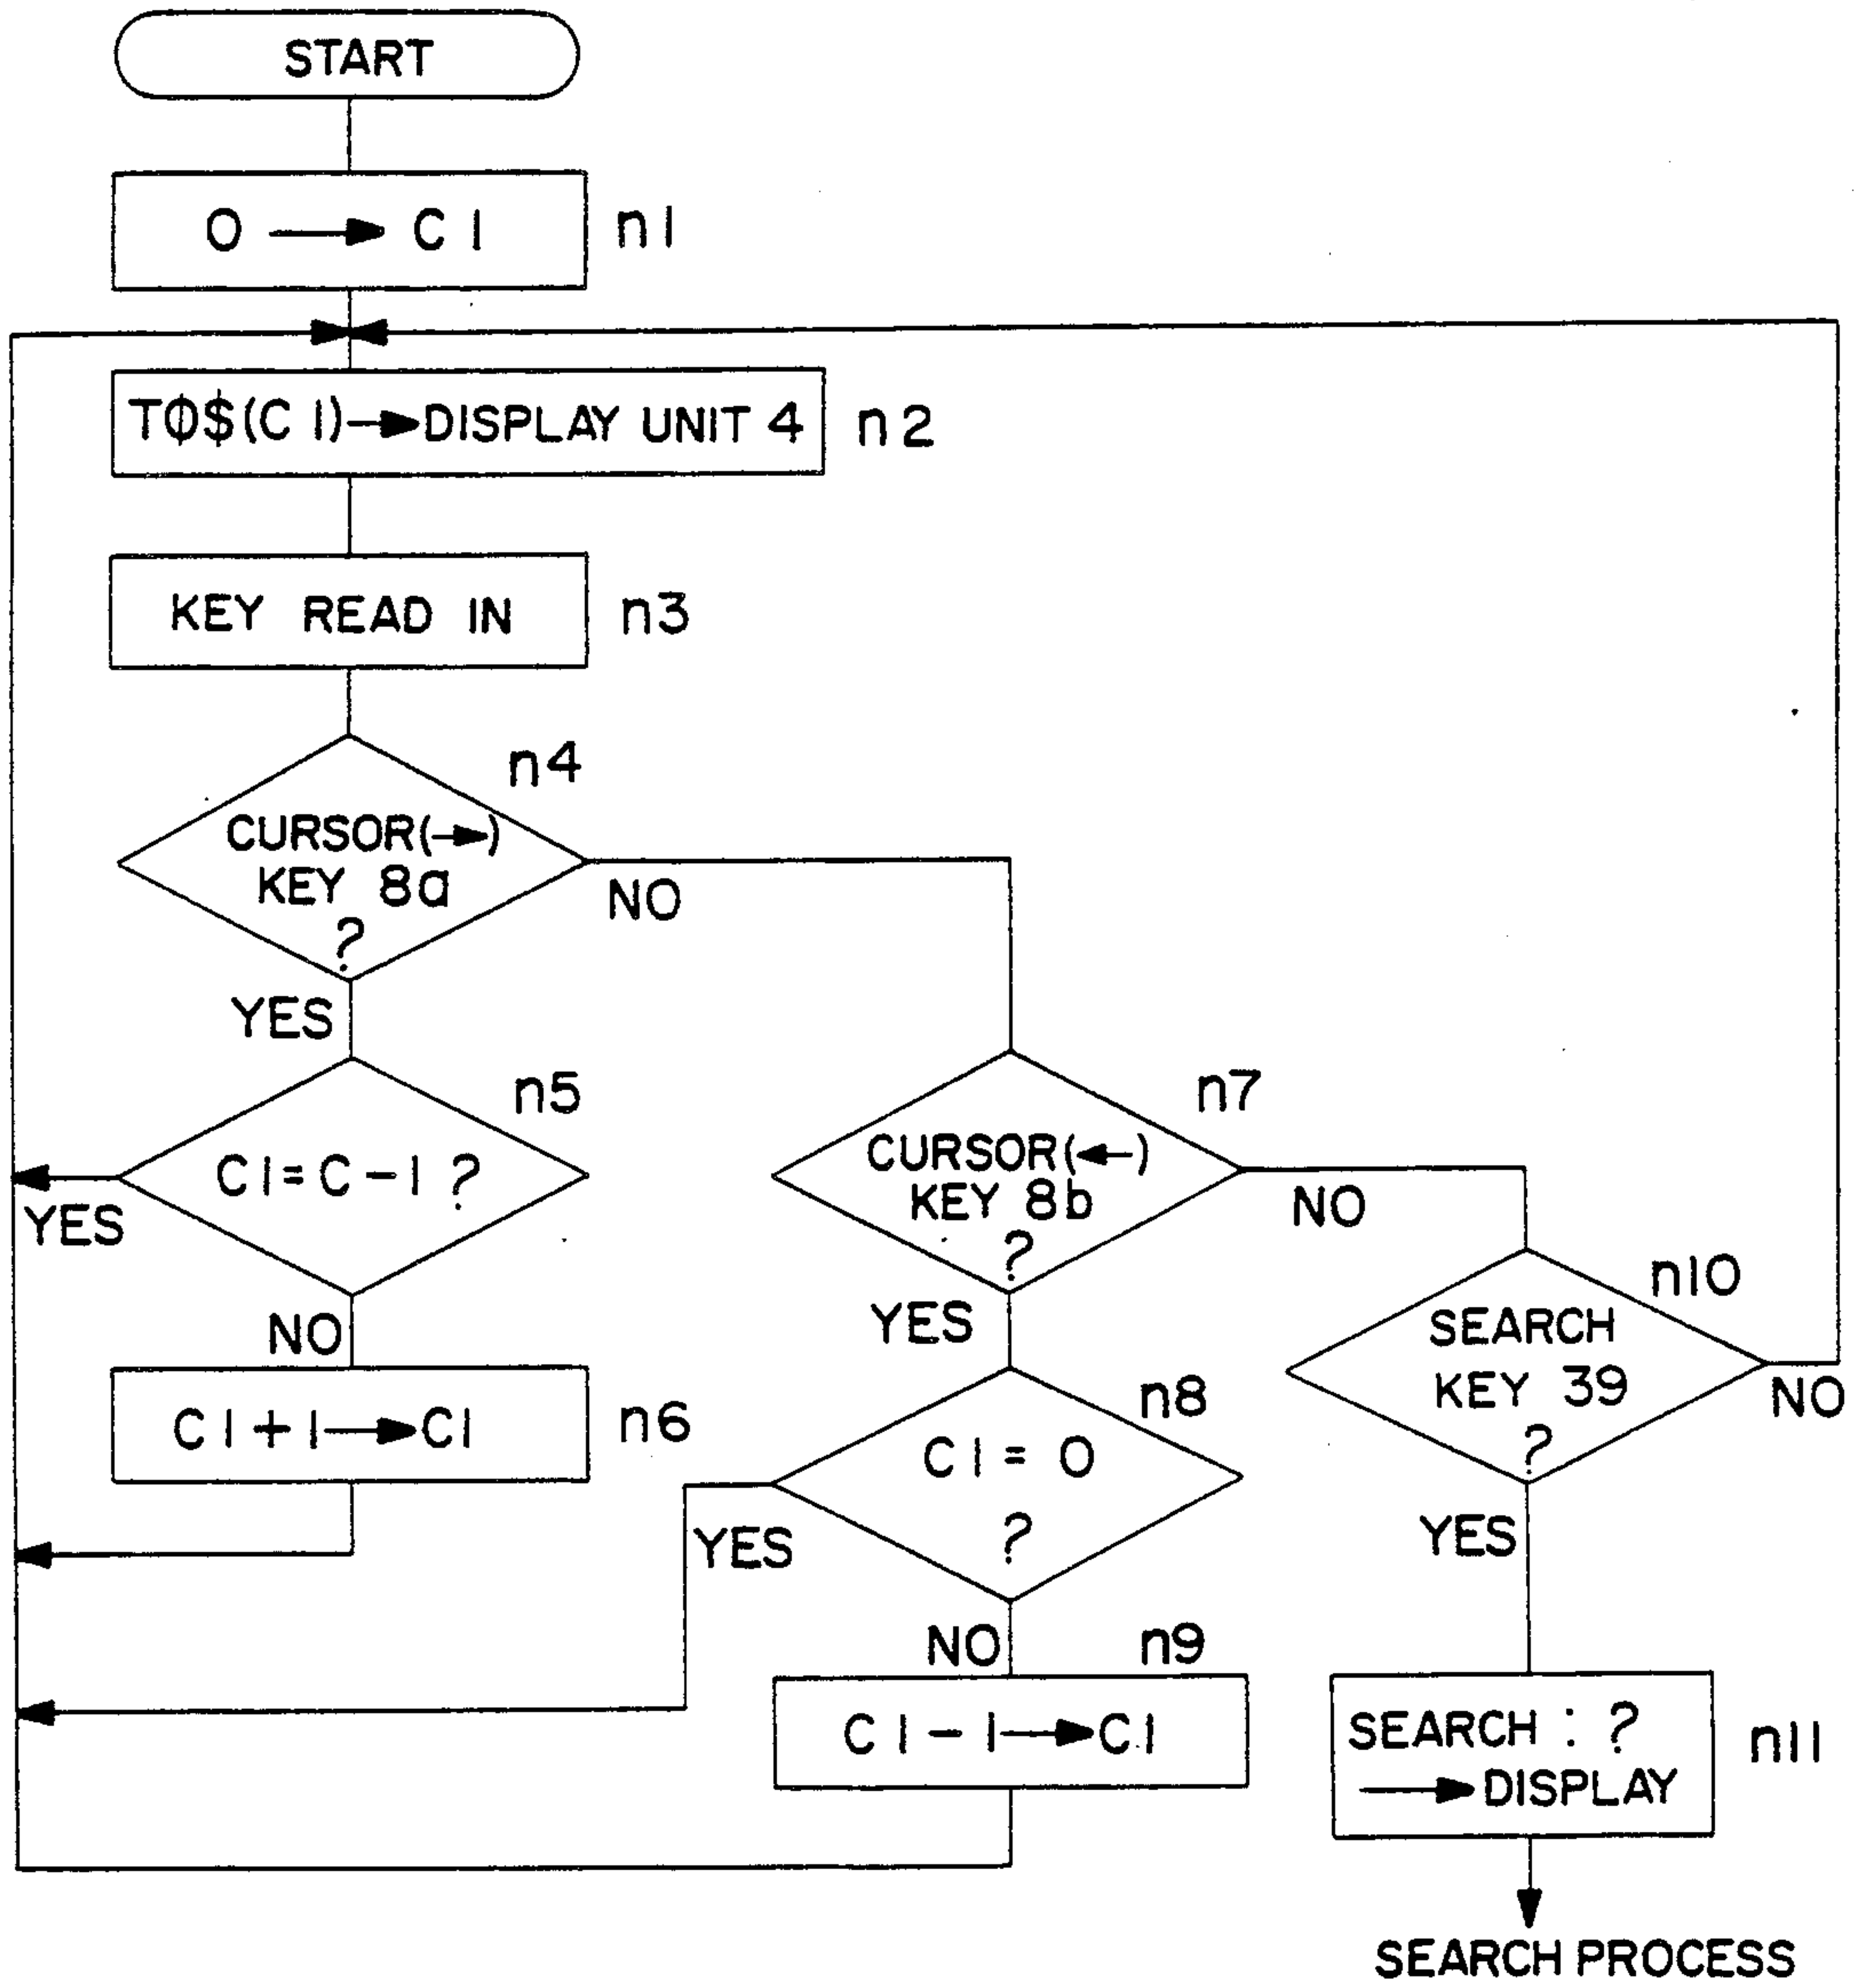 START
0 → C1 n1
TØ$(C1)→DISPLAY UNIT 4 n2
KEY READ IN n3
n4
CURSOR(→)
KEY 8a
?
NO
YES
n5
C1=C-1 ?
YES
NO
C1+1→C1 n6
n7
CURSOR(←)
KEY 8b
?
NO
YES
n8
C1=0
?
YES
NO
n9
C1-1→C1
n10
SEARCH
KEY 39
?
NO
YES
SEARCH : ?
→DISPLAY
n11
SEARCH PROCESS